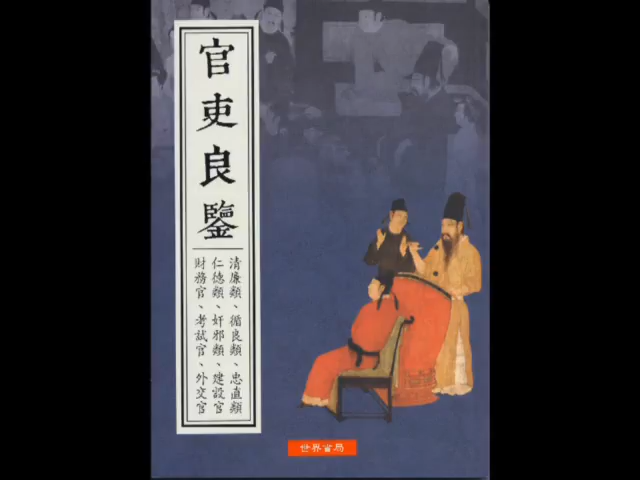 官吏良鑒
清廉類、循良類、忠直類
仁德類、奸邪類、建設官
財務官、考試官、外交官
世界書局